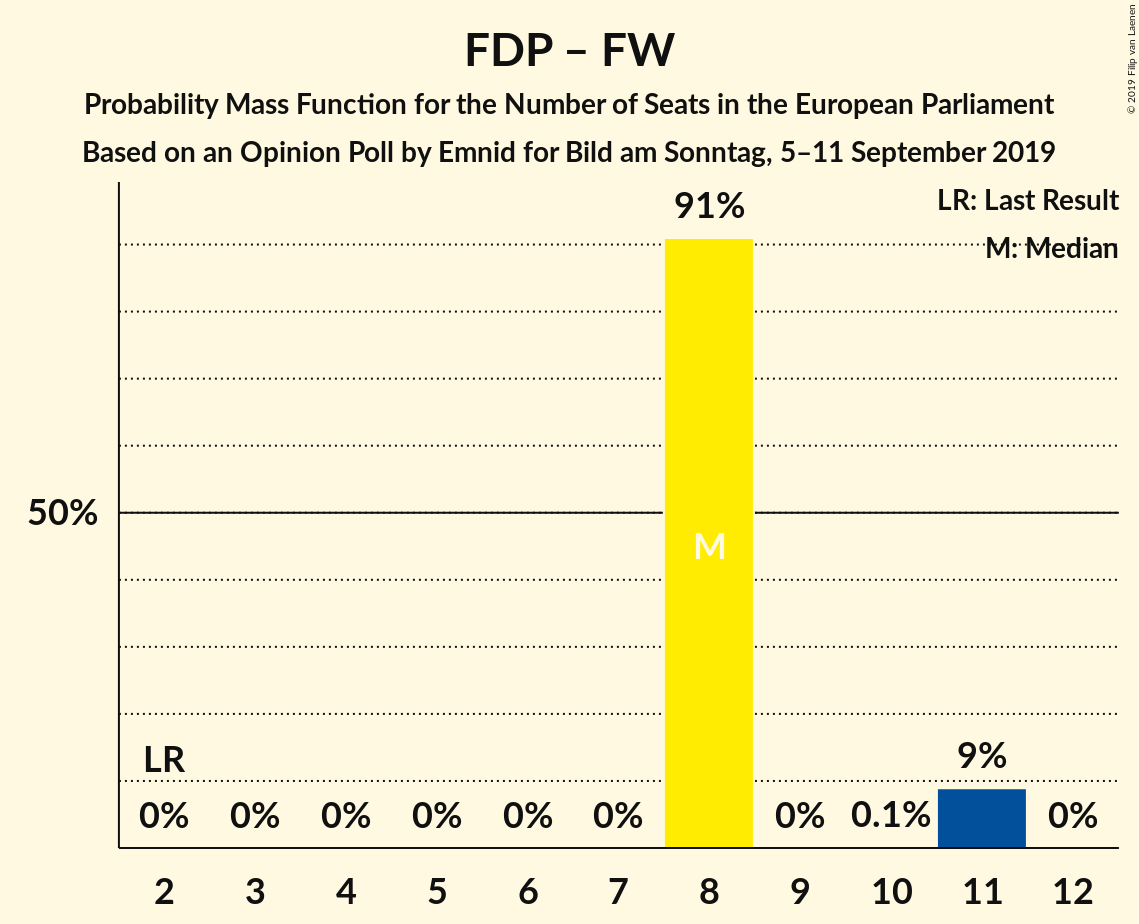 FDP – FW
Probability Mass Function for the Number of Seats in the European Parliament
Based on an Opinion Poll by Emnid for Bild am Sonntag, 5–11 September 2019
© 2019 Filip van Laenen
LR: Last Result
M: Median
91%
50%
M
LR
9%
0% 0% 0% 0% 0% 0% 0% 0.1% 0%
2 3 4 5 6 7 8 9 10 11 12